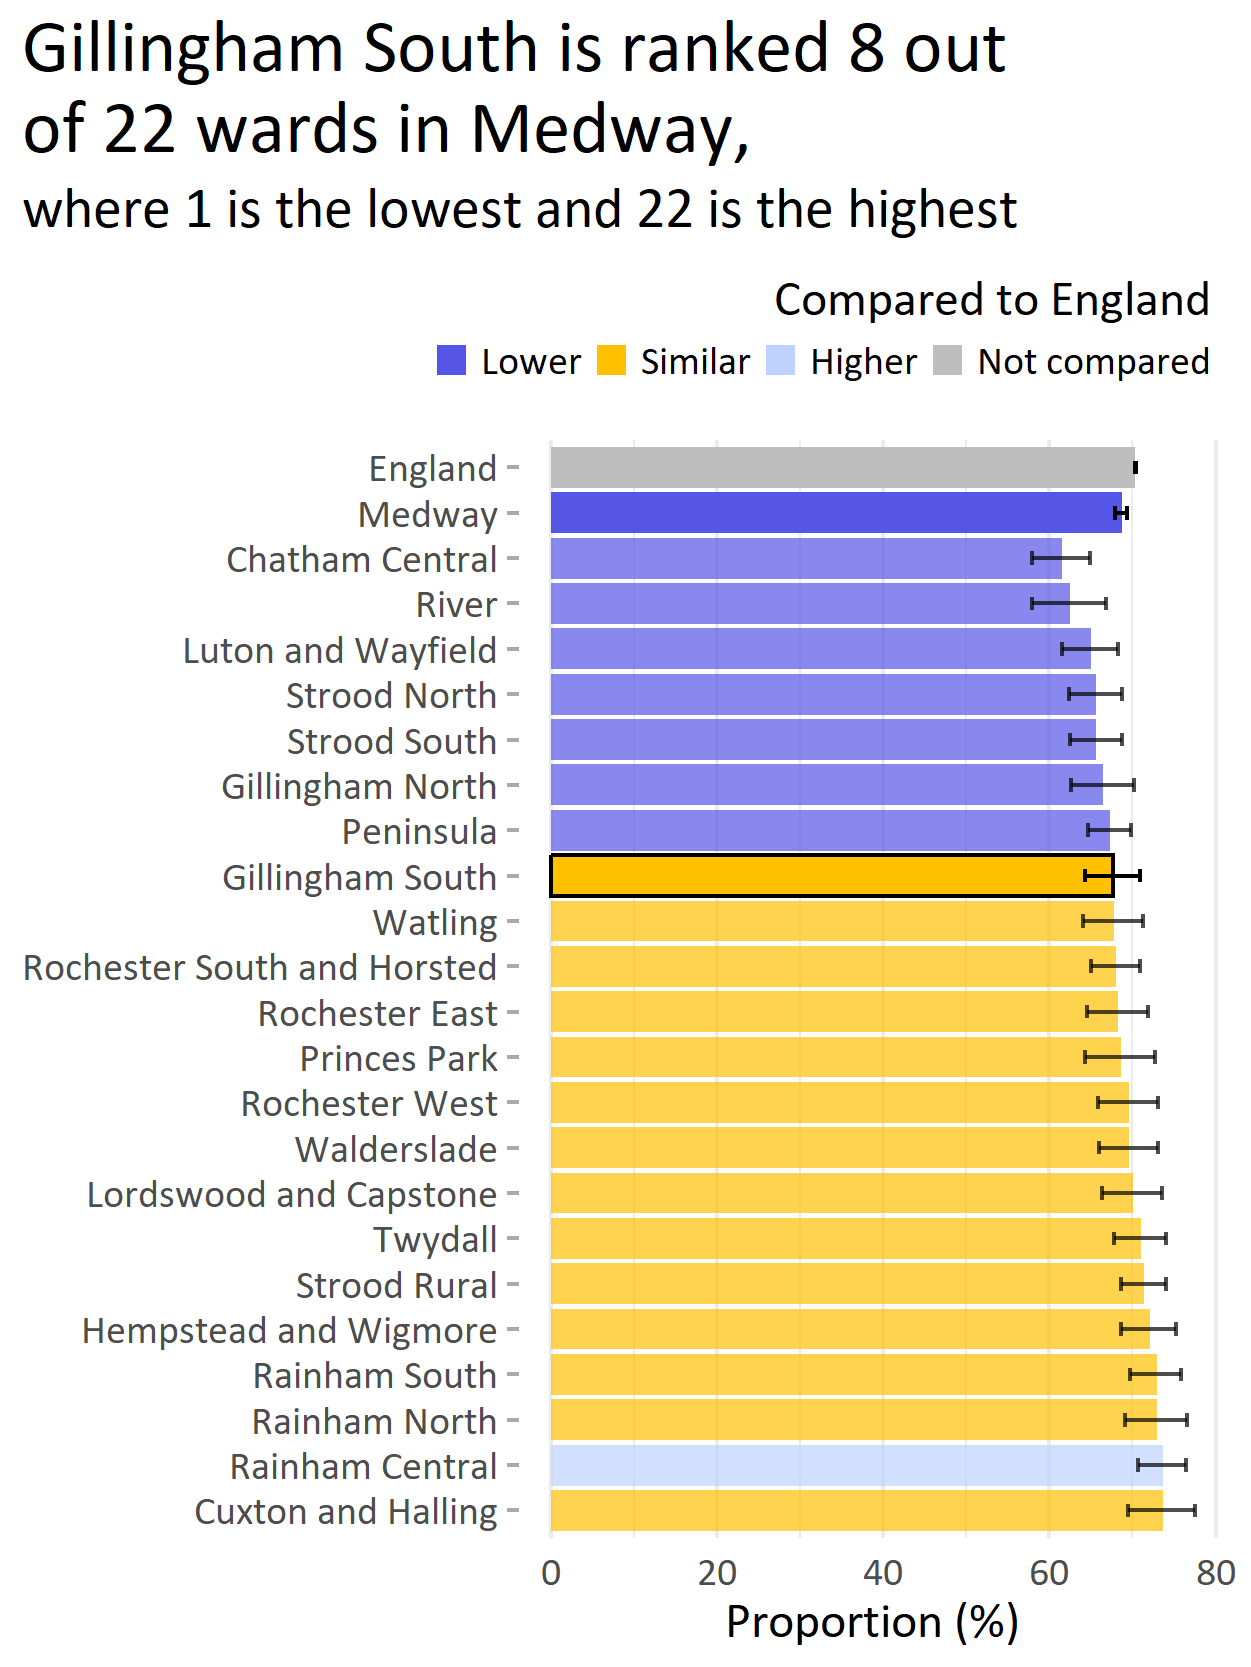 Gillingham South is ranked 8 out
of 22 wards in Medway,
where 1 is the lowest and 22 is the highest
Compared to England
Lower Similar Higher Not compared
England
Medway
Chatham Central
River
Luton and Wayfield
Strood North
Strood South
Gillingham North
Peninsula
Gillingham South
Watling
Rochester South and Horsted
Rochester East
Princes Park
Rochester West
Walderslade
Lordswood and Capstone
Twydall
Strood Rural
Hempstead and Wigmore
Rainham South
Rainham North
Rainham Central
Cuxton and Halling
0 20 40 60 80
Proportion (%)